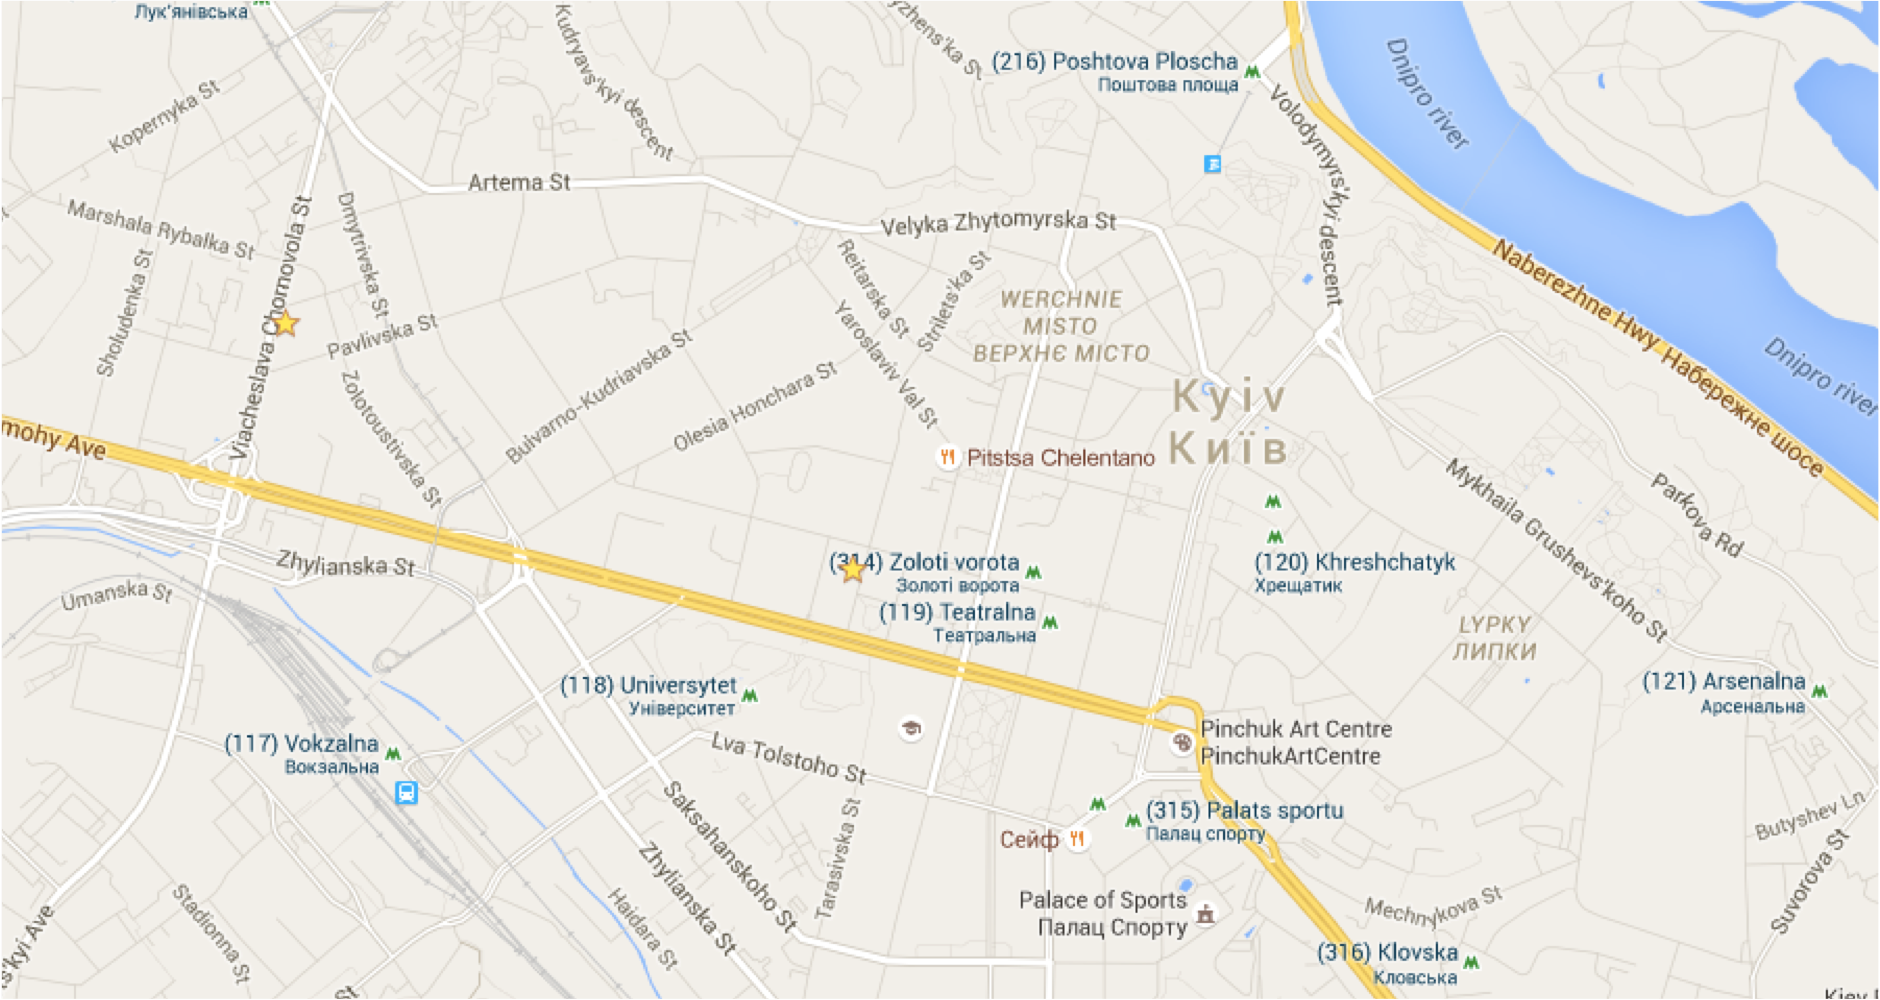 Лук'янівська
Kudryavs'kyi descent
yzhens'ka St
(216) Poshtova Ploscha
Поштова площа
Dnipro river
Kopernyka St
Volodymyrs'kyi descent
Artema St
Marshala Rybalka St
Dmytrivska St
Velyka Zhytomyrska St
Naberezhne Hwy Набережне шосе
Sholudenka St
Viacheslava Chornovola St
Pavlivska St
Reitarska St
Strilets'ka St
Yaroslaviv Val St
WERCHNIE
MISTO
ВЕРХНЄ МІСТО
Dnipro river
Zolotoustivska St
Bulvarno-Kudriavska St
Olesia Honchara St
Kyiv
Київ
mohy Ave
Pitstsa Chelentano
Mykhaila Grushevs'koho St
Parkova Rd
Zhylianska St
(314) Zoloti vorota
Золоті ворота
(120) Khreshchatyk
Хрещатик
Umanska St
(119) Teatralna
Театральна
LYPKY
ЛИПКИ
(118) Universytet
Університет
(121) Arsenalna
Арсенальна
(117) Vokzalna
Вокзальна
Lva Tolstoho St
Pinchuk Art Centre
PinchukArtCentre
Saksahanskoho St
Tarasivska St
(315) Palats sportu
Палац спорту
Сейф
Butyshev Ln
Suvorova St
Zhylianska St
Haidara St
Stadionna St
s'kyi Ave
Palace of Sports
Палац Спорту
Mechnykova St
(316) Klovska
Кловська